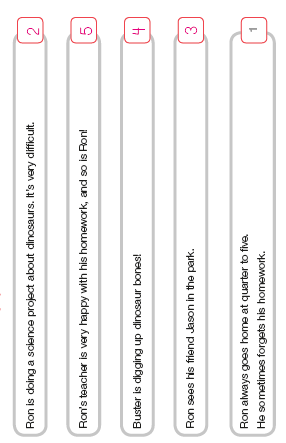 2
Ron is doing a science project about dinosaurs. It's very difficult.
5
Ron's teacher is very happy with his homework, and so is Ron!
4
Buster is digging up dinosaur bones!
3
Ron sees his friend Jason in the park.
1
Ron always goes home at quarter to five.
He sometimes forgets his homework.